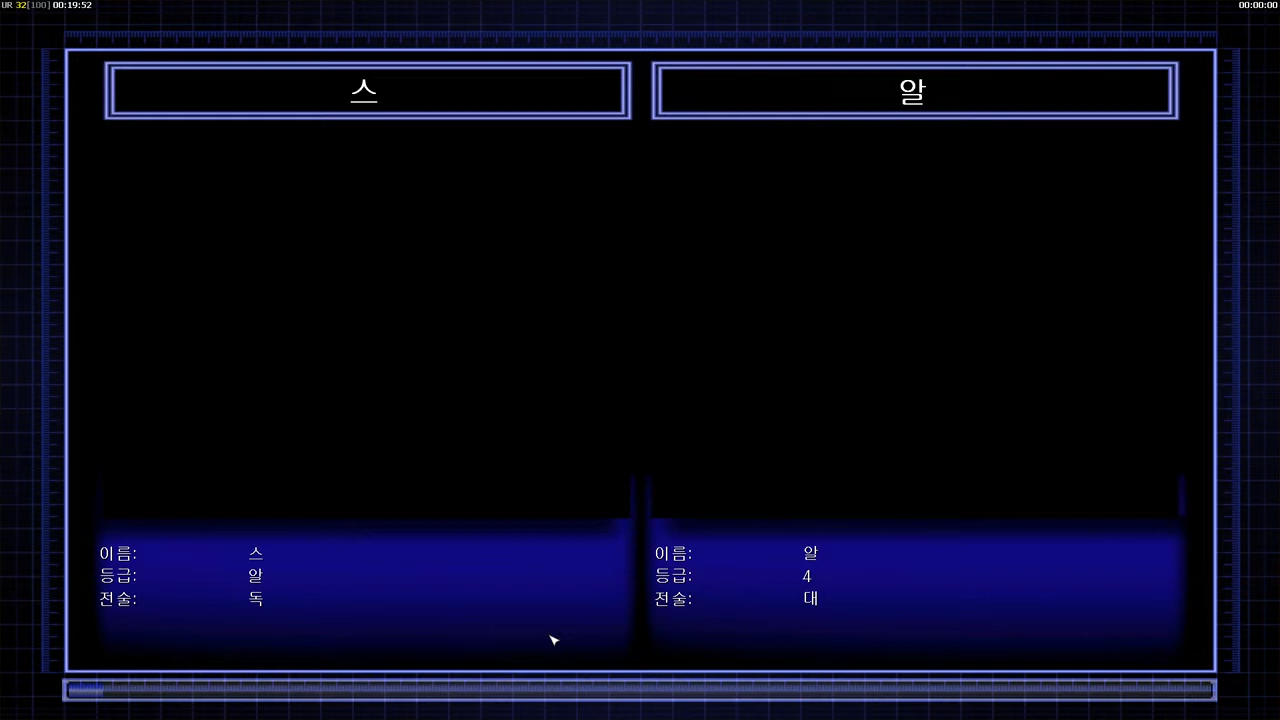 UR 32[100] 00:19:52
00:00:00
스
알
이름: 스
등급: 알
전술: 독
이름: 알
등급: 4
전술: 대